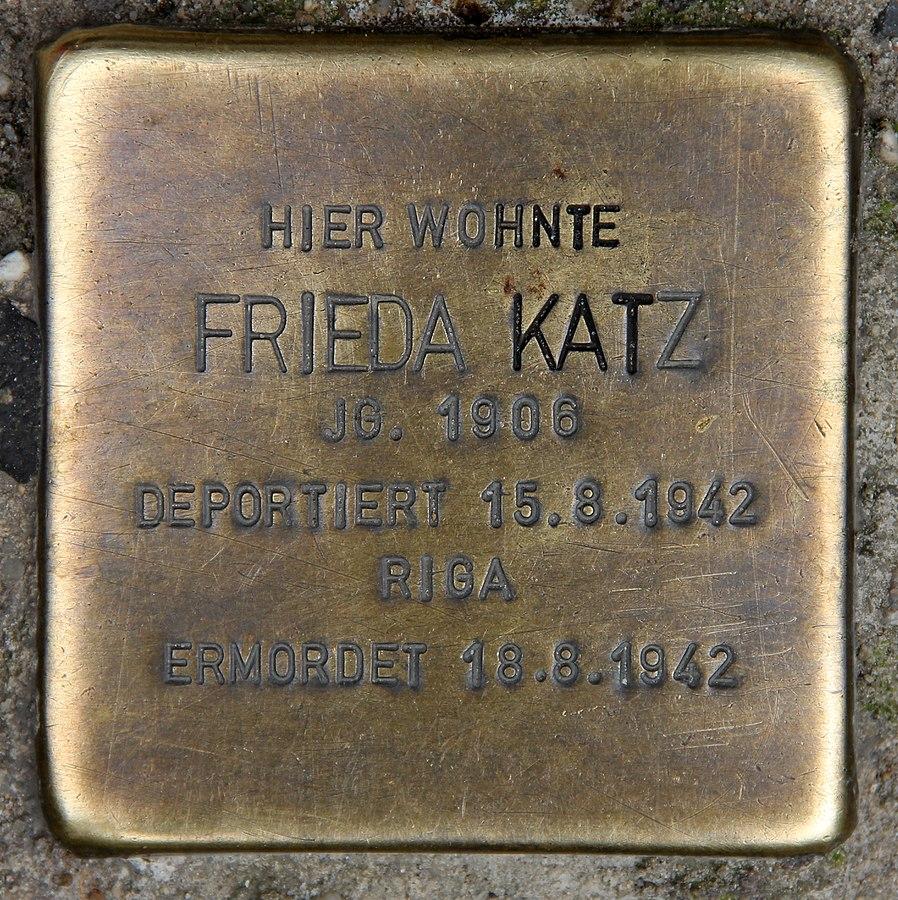 HIER WOHNTE
FRIEDA KATZ
JG. 1906
DEPORTIERT 15.8.1942
RIGA
ERMORDET 18.8.1942